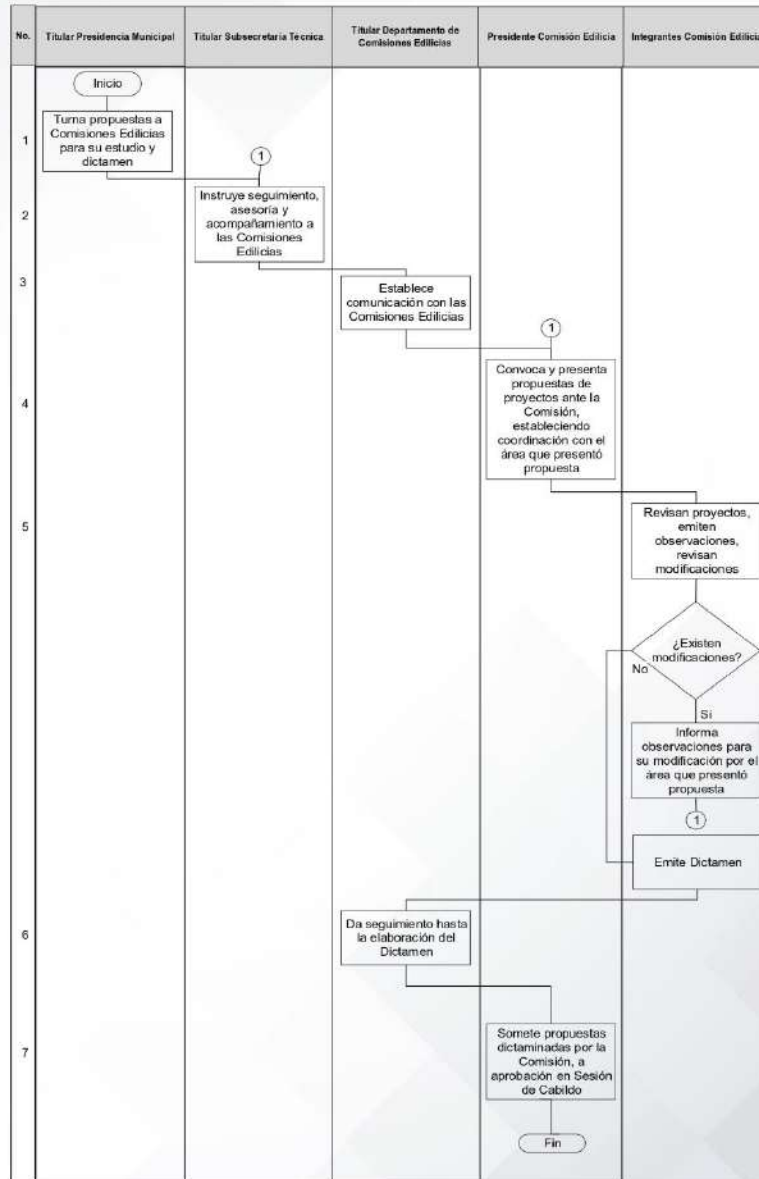 No.
Titular Presidencia Municipal
Titular Subsecretaría Técnica
Titular Departamento de
Comisiones Edilicias
Presidente Comisión Edilicia
Integrantes Comisión Edilicia
Inicio
1
Turna propuestas a
Comisiones Edilicias
para su estudio y
dictamen
1
2
Instruye seguimiento,
asesoría y
acompañamiento a
las Comisiones
Edilicias
3
Establece
comunicación con las
Comisiones Edilicias
1
4
Convoca y presenta
propuestas de
proyectos ante la
Comisión,
estableciendo
coordinación con el
área que presentó
propuesta
5
Revisan proyectos,
emiten
observaciones,
revisan
modificaciones
¿Existen
modificaciones?
No
Si
Informa
observaciones para
su modificación por el
área que presentó
propuesta
1
Emite Dictamen
6
Da seguimiento hasta
la elaboración del
Dictamen
7
Somete propuestas
dictaminadas por la
Comisión, a
aprobación en Sesión
de Cabildo
Fin